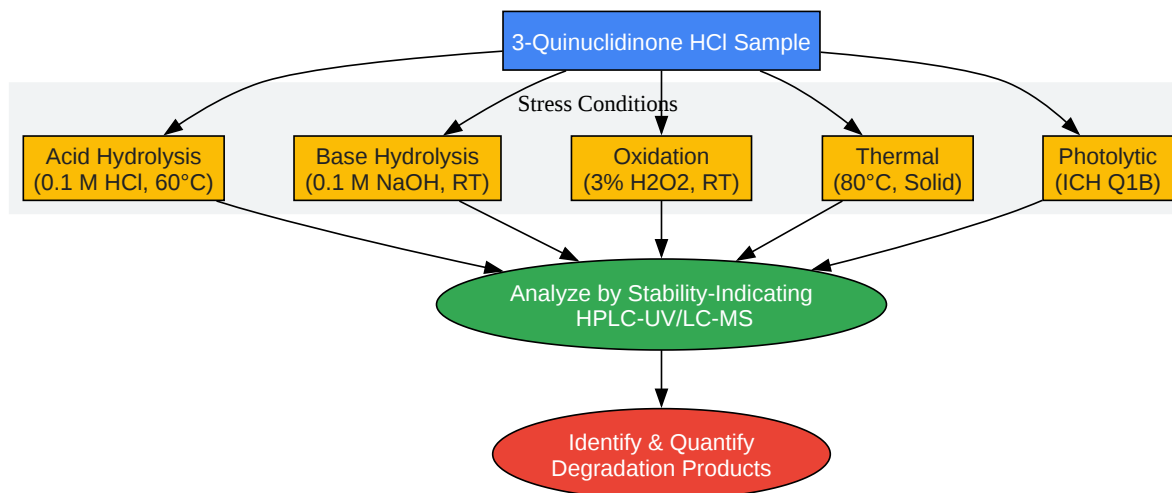 3-Quinuclidinone HCl Sample
Stress Conditions
Acid Hydrolysis
(0.1 M HCl, 60°C)
Base Hydrolysis
(0.1 M NaOH, RT)
Oxidation
(3% H2O2, RT)
Thermal
(80°C, Solid)
Photolytic
(ICH Q1B)
Analyze by Stability-Indicating
HPLC-UV/LC-MS
Identify & Quantify
Degradation Products